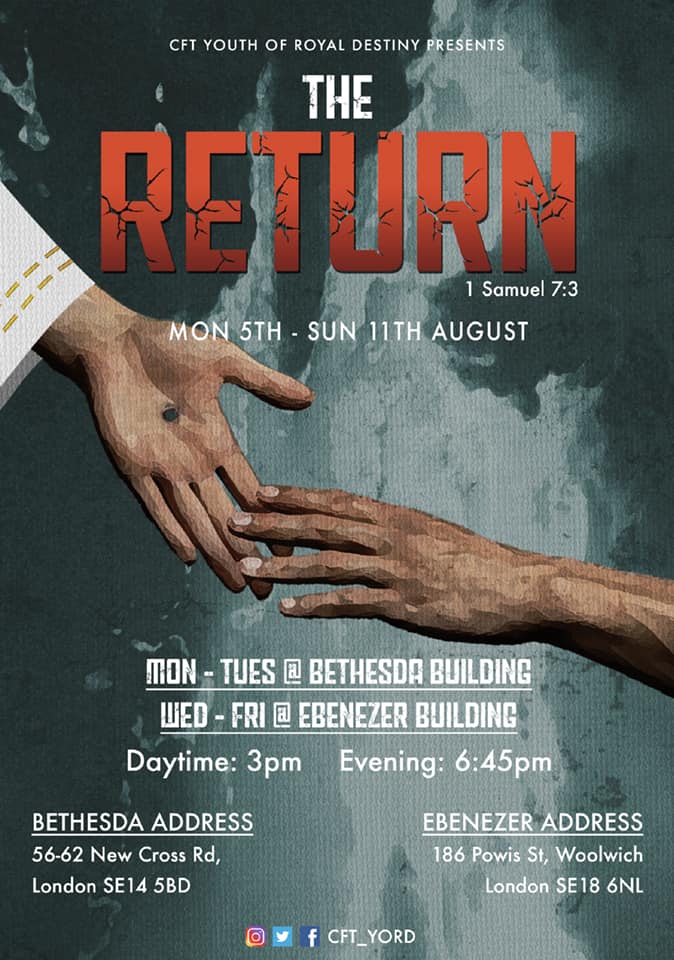 CFT YOUTH OF ROYAL DESTINY PRESENTS
THE
RETURN
1 Samuel 7:3
MON 5TH - SUN 11TH AUGUST
MON - TUES @ BETHESDA BUILDING
WED - FRI @ EBENEZER BUILDING
Daytime: 3pm Evening: 6:45pm
BETHESDA ADDRESS
56-62 New Cross Rd,
London SE14 5BD
EBENEZER ADDRESS
186 Powis St, Woolwich
London SE18 6NL
CFT_YORD